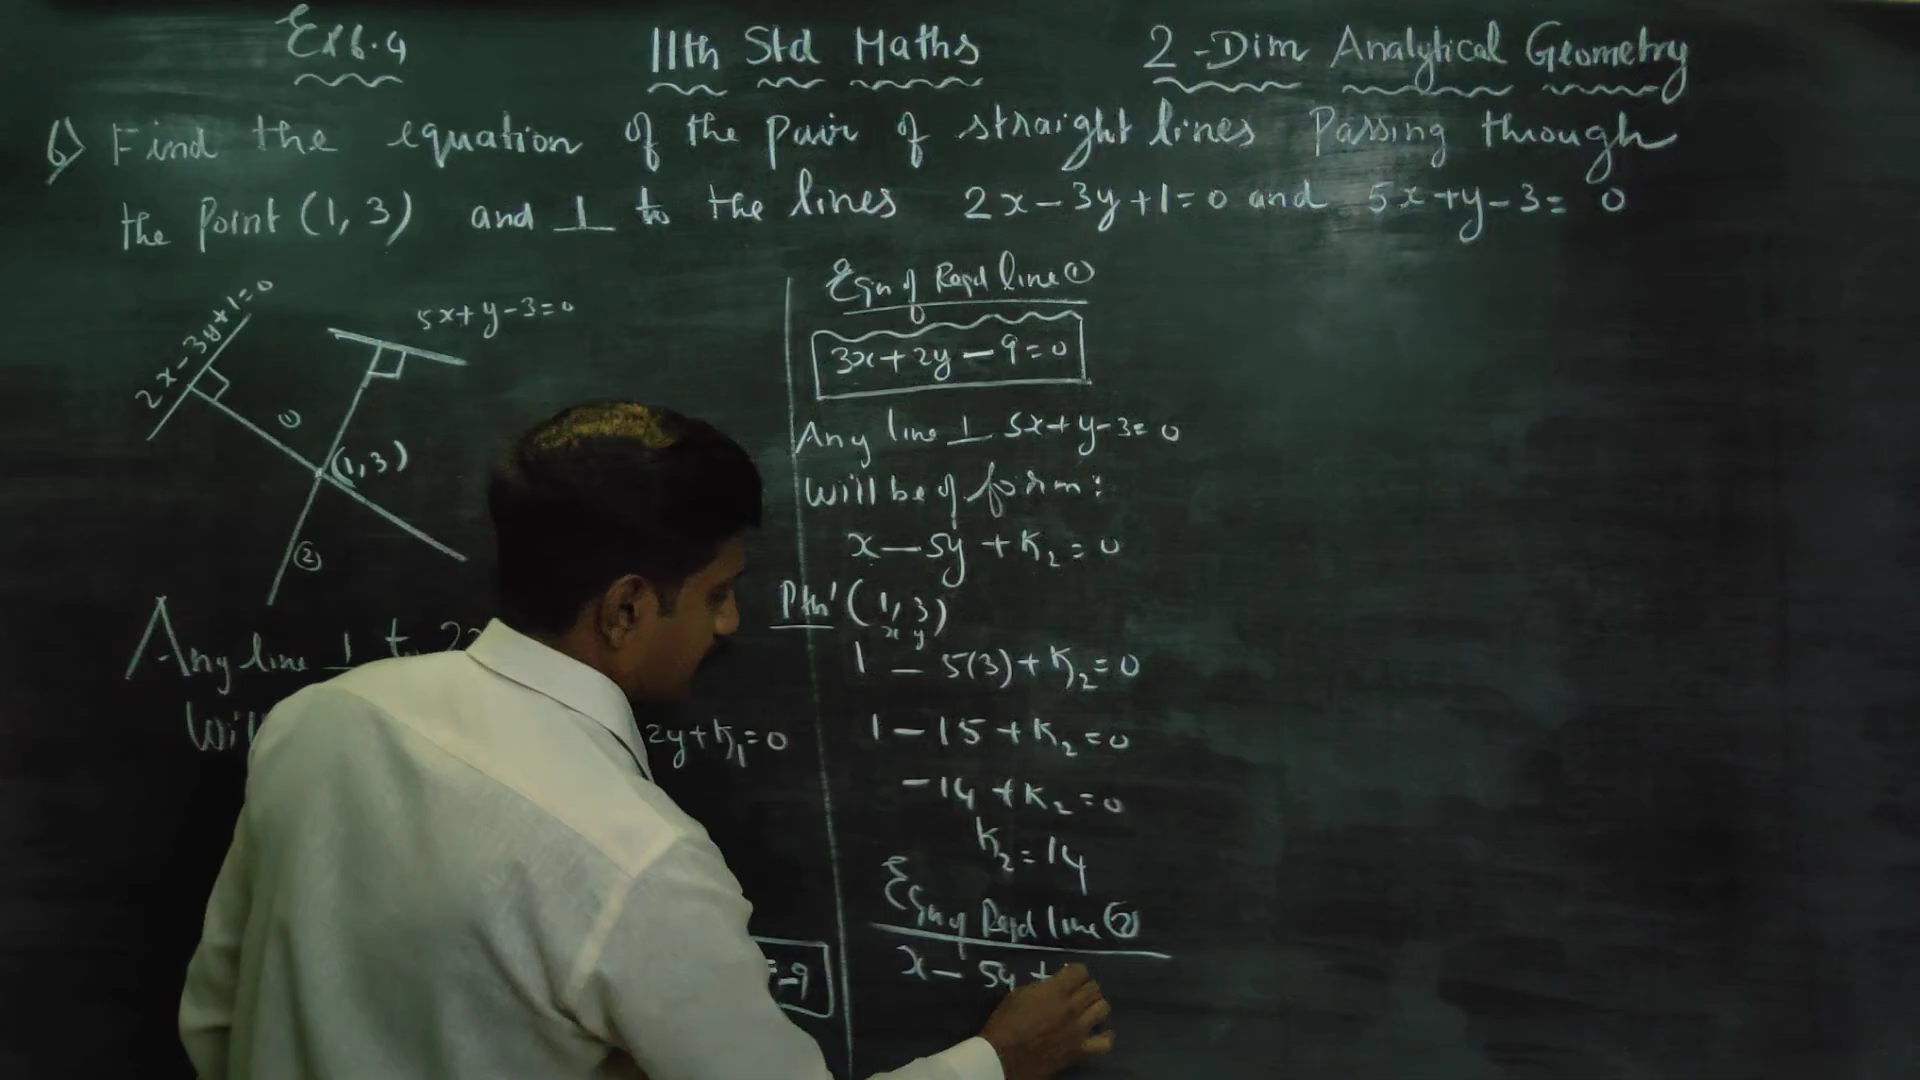 Ex 6.4
11th Std Maths
2-Dim Analytical Geometry
6) Find the equation of the pair of straight lines Passing through
the Point (1, 3) and ⊥ to the lines 2x-3y+1=0 and 5x+y-3=0
2x-3y+1=0
5x+y-3=0
①
(1,3)
②
Any line ⊥
2y+K₁=0
=-9
Eqn of Reqd line ①
3x+2y-9=0
Any line ⊥ 5x+y-3=0
will be of form:
x-5y+K₂=0
Pth' (1, 3)
x y
1-5(3)+K₂=0
1-15+K₂=0
-14+K₂=0
K₂=14
Eqn of Reqd line ②
x-5y+